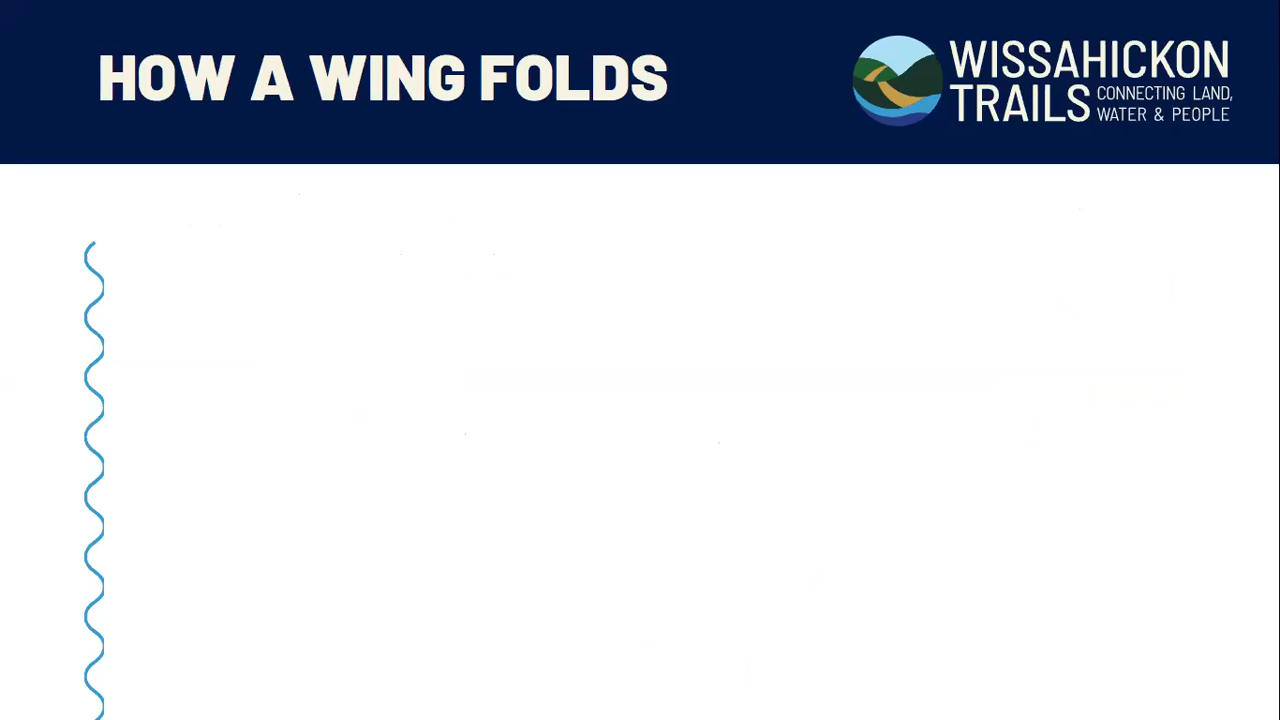 HOW A WING FOLDS
WISSAHICKON
TRAILS
CONNECTING LAND,
WATER & PEOPLE